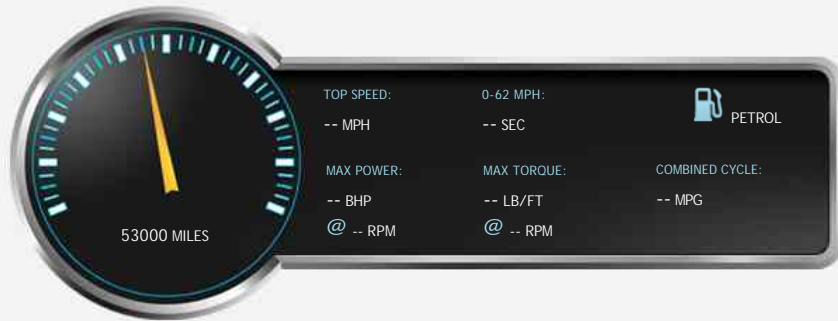 TOP SPEED:
-- MPH
0-62 MPH:
-- SEC
PETROL
MAX POWER:
-- BHP
@ -- RPM
MAX TORQUE:
-- LB/FT
@ -- RPM
COMBINED CYCLE:
-- MPG
53000 MILES